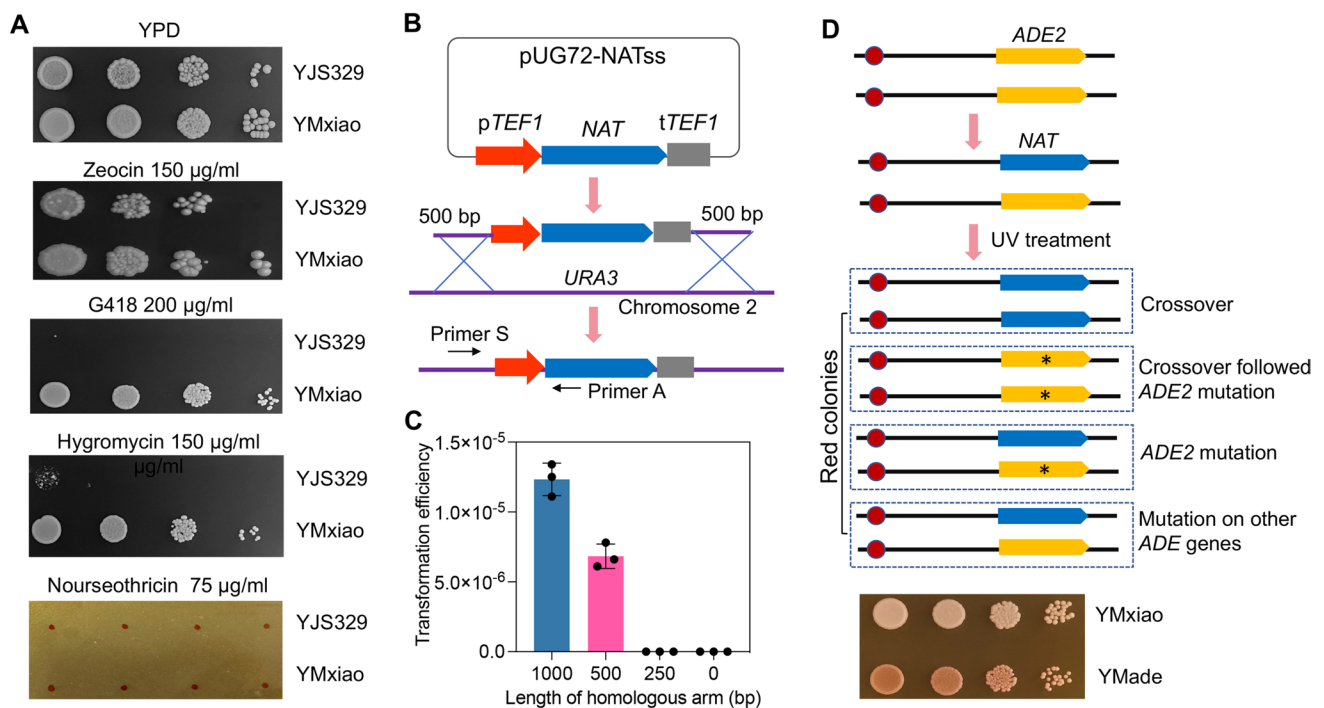 A
YPD
YJS329
YMxiao
Zeocin 150 µg/ml
YJS329
YMxiao
G418 200 µg/ml
YJS329
YMxiao
Hygromycin 150 µg/ml
µg/ml
YJS329
YMxiao
Nourseothricin 75 µg/ml
YJS329
YMxiao
B
pUG72-NATss
pTEF1 NAT tTEF1
500 bp 500 bp
URA3
Chromosome 2
Primer S
Primer A
C
Transformation efficiency
1.5×10⁻⁵
1.0×10⁻⁵
5.0×10⁻⁶
0.0
1000 500 250 0
Length of homologous arm (bp)
D
ADE2
NAT
UV treatment
Red colonies
Crossover
*
*
Crossover followed
ADE2 mutation
*
ADE2 mutation
Mutation on other
ADE genes
YMxiao
YMade